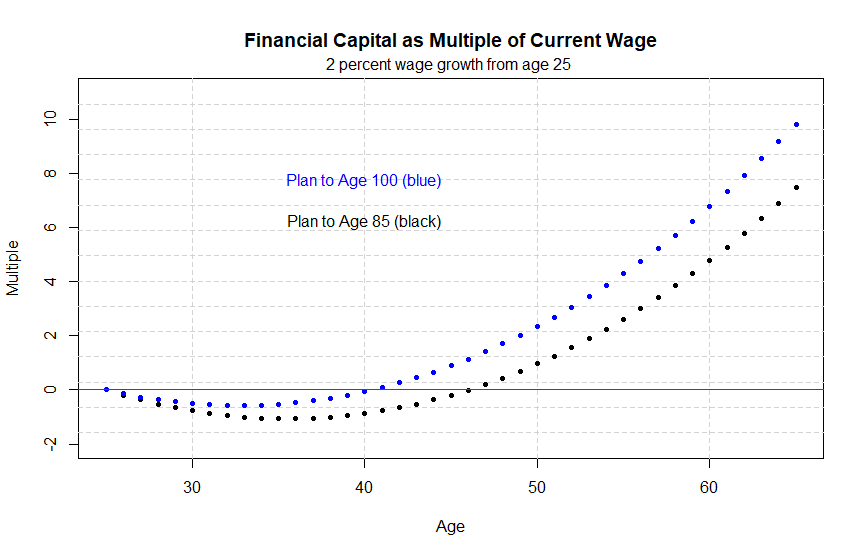 Financial Capital as Multiple of Current Wage
2 percent wage growth from age 25
Multiple
10
8
6
4
2
0
-2
Plan to Age 100 (blue)
Plan to Age 85 (black)
30 40 50 60
Age